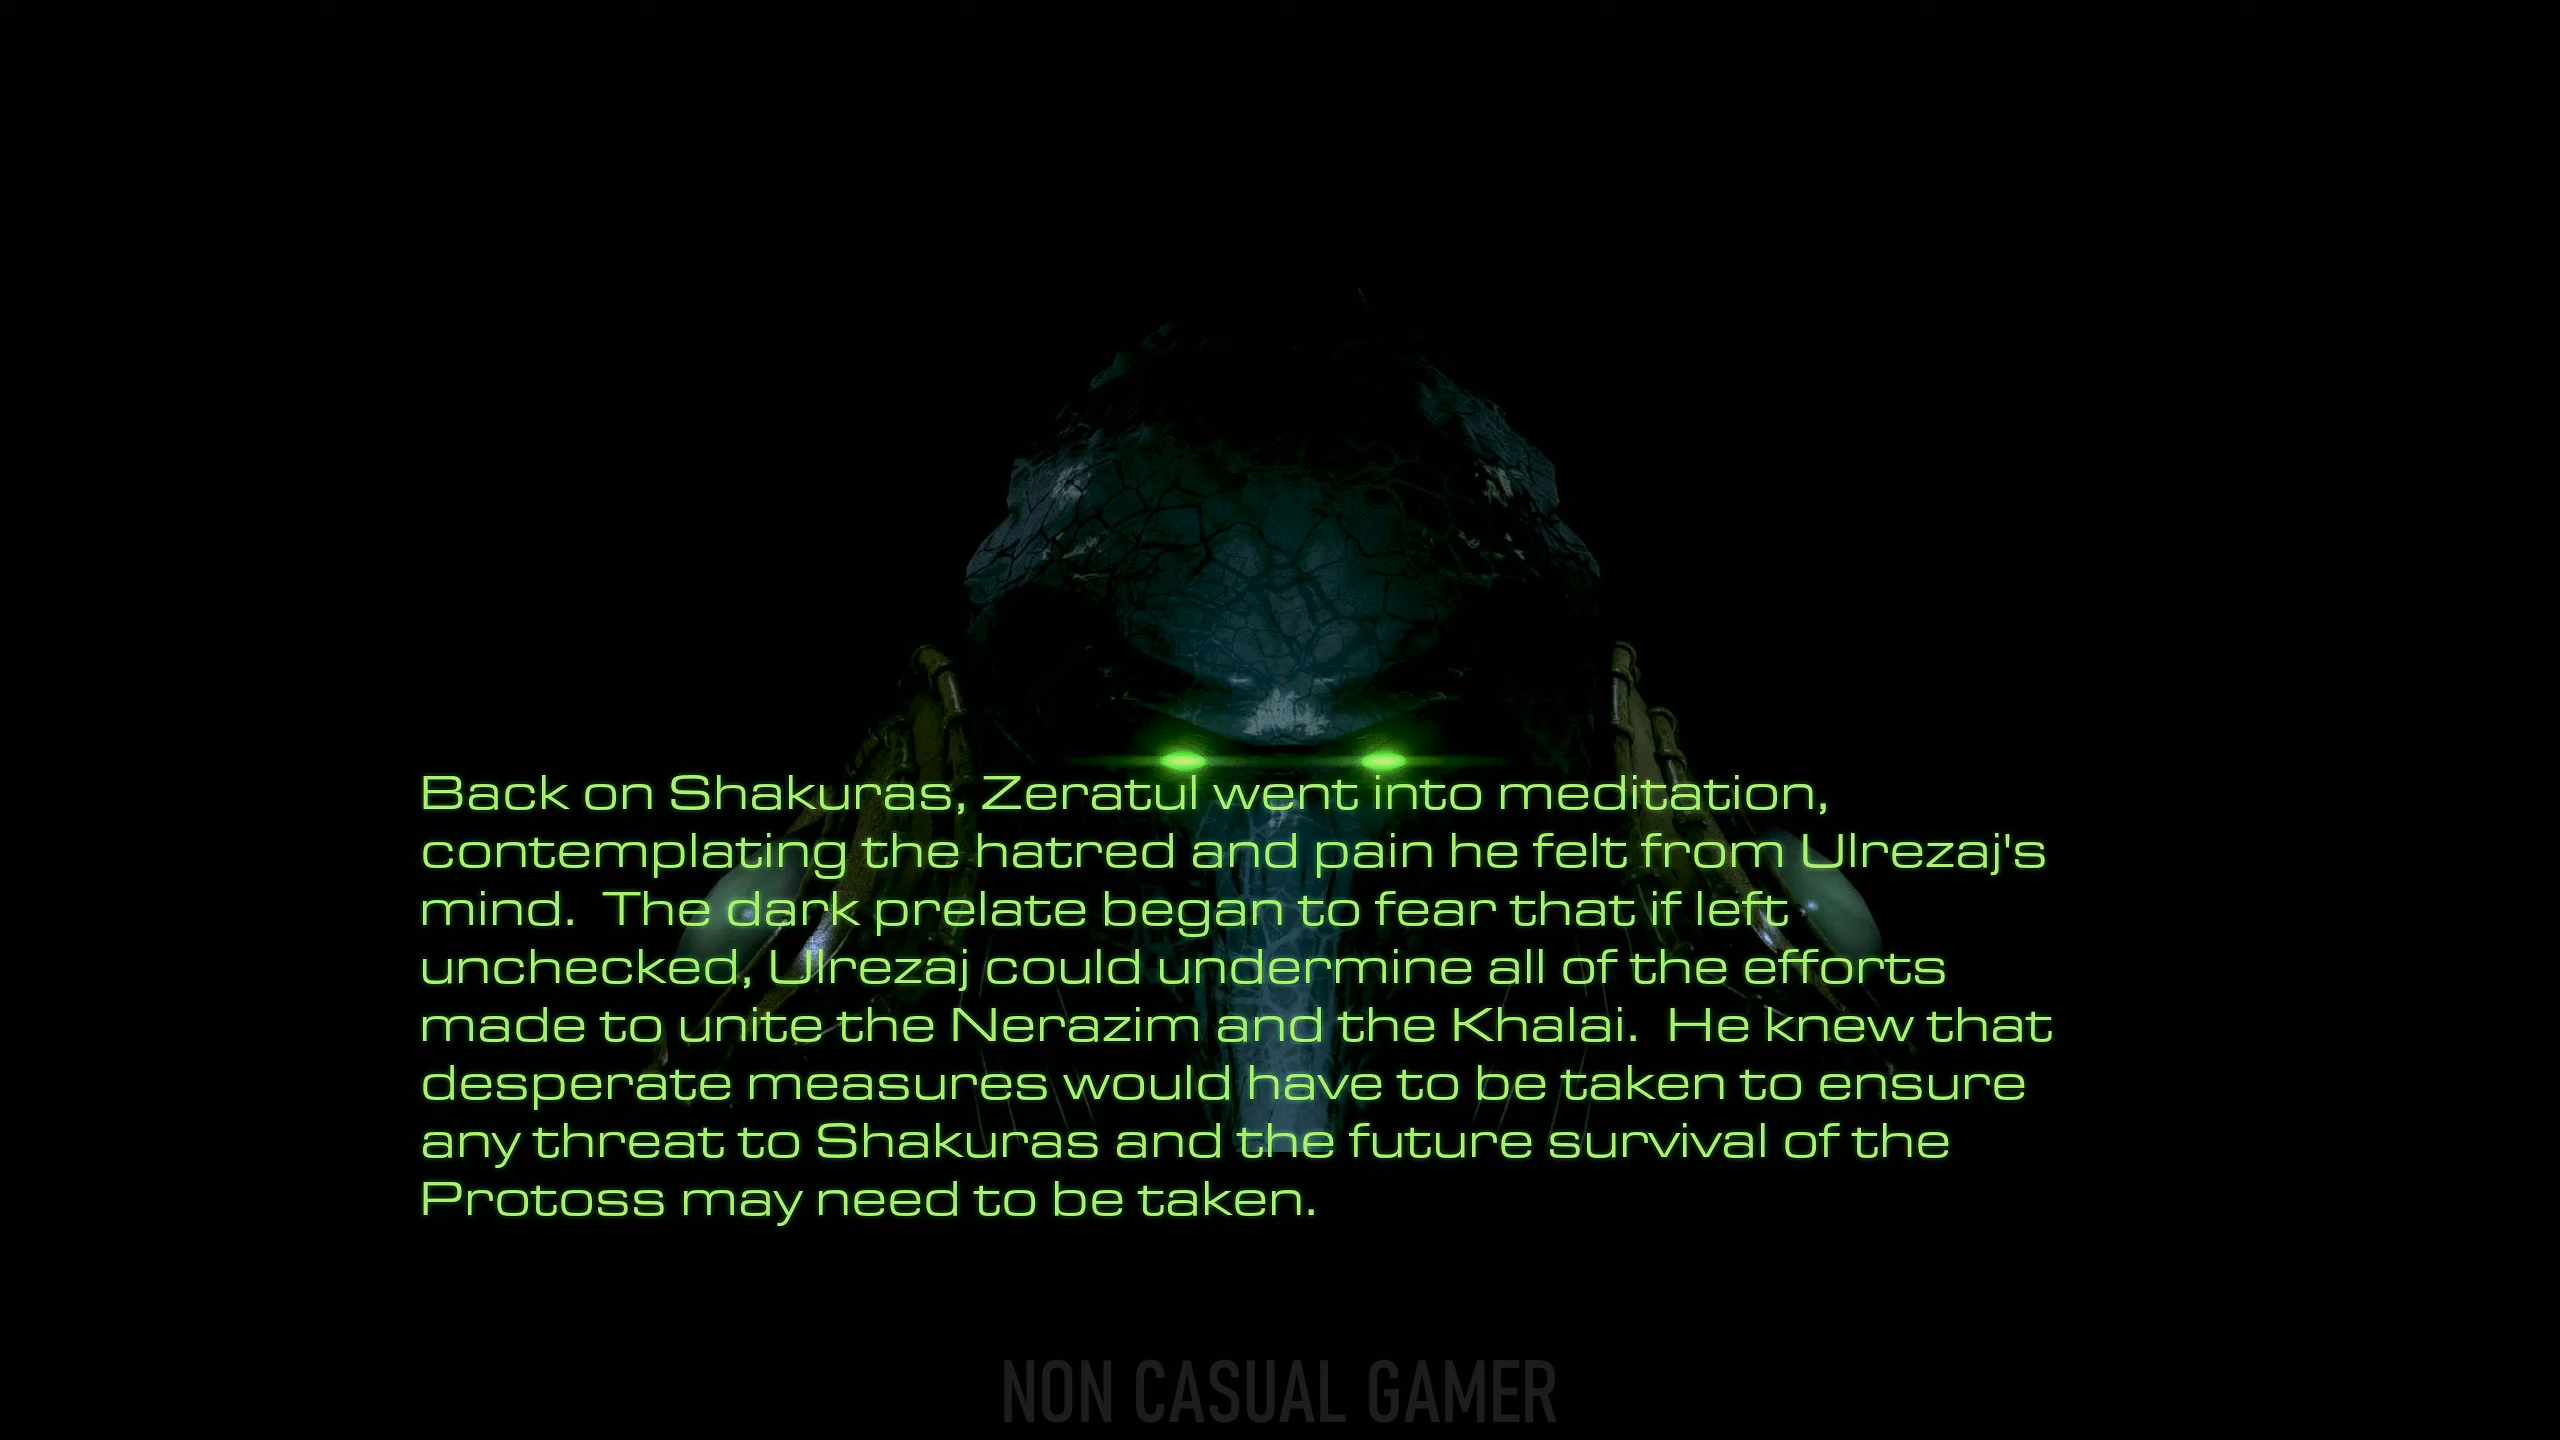 Back on Shakuras, Zeratul went into meditation,
contemplating the hatred and pain he felt from Ulrezaj's
mind.  The dark prelate began to fear that if left
unchecked, Ulrezaj could undermine all of the efforts
made to unite the Nerazim and the Khalai.  He knew that
desperate measures would have to be taken to ensure
any threat to Shakuras and the future survival of the
Protoss may need to be taken.
NON CASUAL GAMER